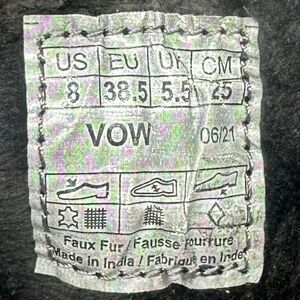 US EU UK CM
8 38.5 5.5 25
VOW 06/21
Faux Fur / Fausse Fourrure
Made in India / Fabrique en Inde